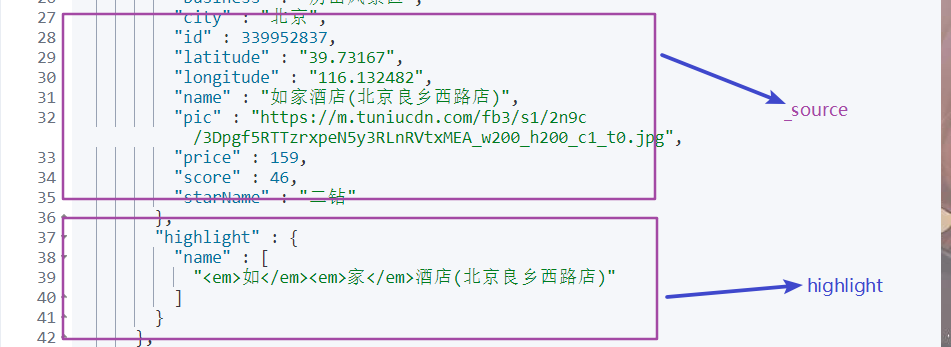 27 "city" : "北京",
28 "id" : 339952837,
29 "latitude" : "39.73167",
30 "longitude" : "116.132482",
31 "name" : "如家酒店(北京良乡西路店)",
32 "pic" : "https://m.tuniucdn.com/fb3/s1/2n9c
/3Dpgf5RTTzrxpeN5y3RLnRVtxMEA_w200_h200_c1_t0.jpg",
33 "price" : 159,
34 "score" : 46,
35 "starName" : "二钻"
36 },
37 "highlight" : {
38 "name" : [
39 "<em>如</em><em>家</em>酒店(北京良乡西路店)"
40 ]
41 }
42 },
_source
highlight